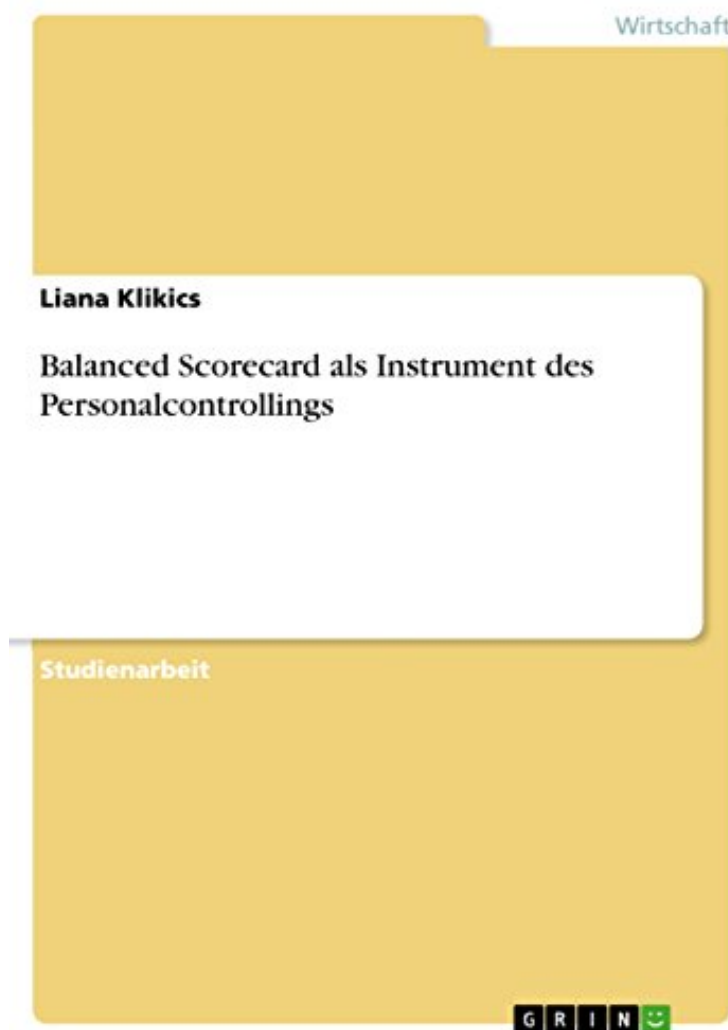 Wirtschaft
Liana Klikics
Balanced Scorecard als Instrument des
Personalcontrollings
Studienarbeit
GRIN